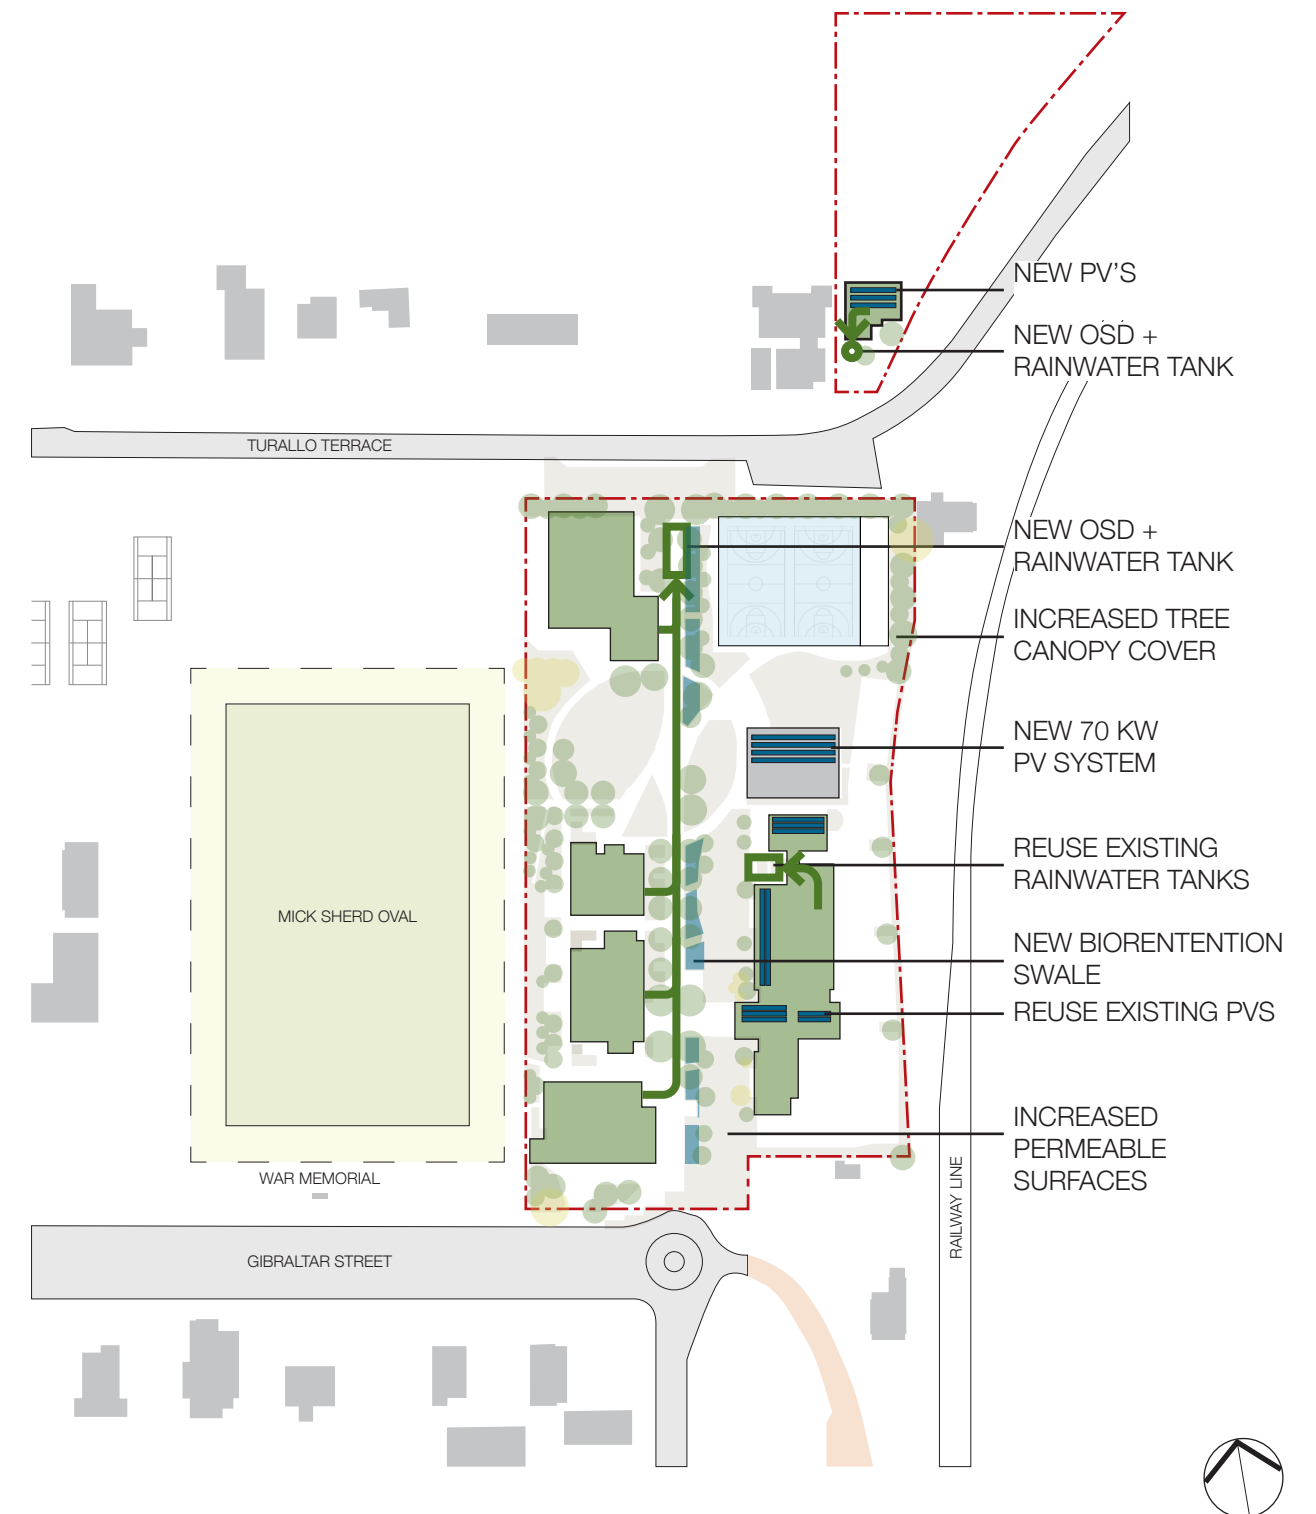 NEW PV'S
NEW OSD +
RAINWATER TANK
TURALLO TERRACE
NEW OSD +
RAINWATER TANK
INCREASED TREE
CANOPY COVER
NEW 70 KW
PV SYSTEM
REUSE EXISTING
RAINWATER TANKS
MICK SHERD OVAL
NEW BIORENTENTION
SWALE
REUSE EXISTING PVS
INCREASED
PERMEABLE
SURFACES
WAR MEMORIAL
RAILWAY LINE
GIBRALTAR STREET